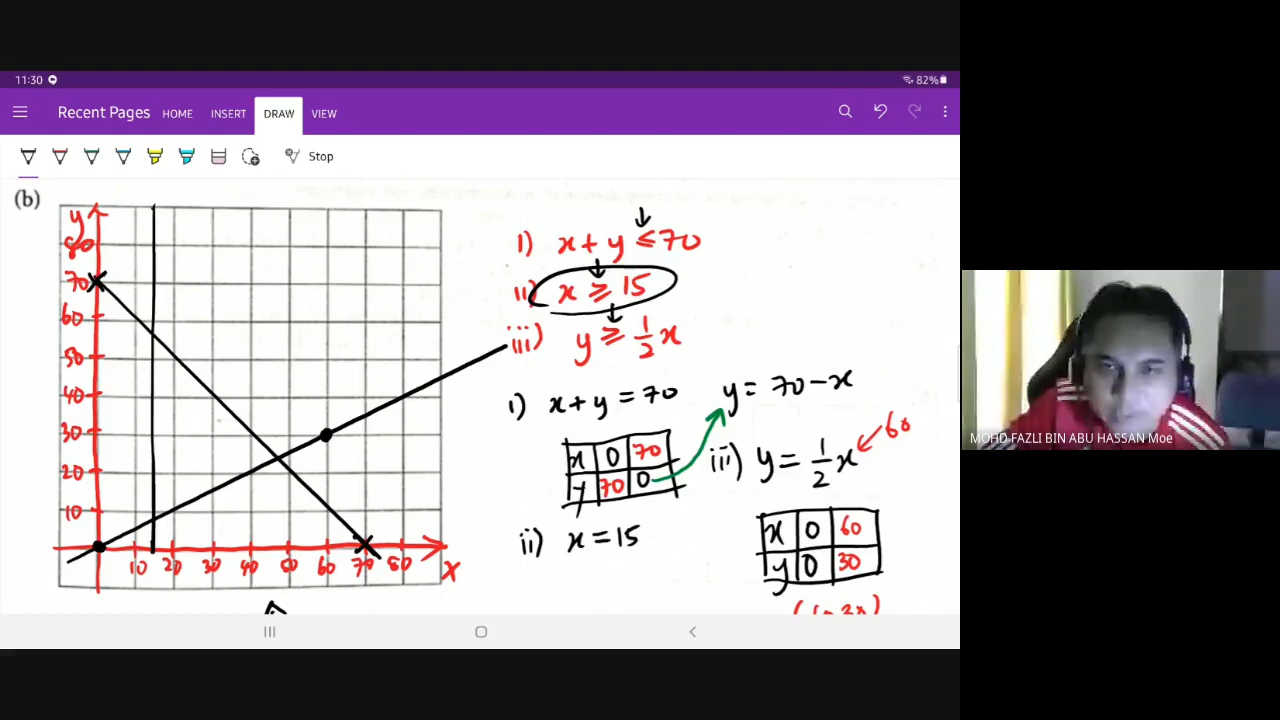 11:30
82%
Recent Pages HOME INSERT DRAW VIEW
Stop
(b)
y
80
70
60
50
40
30
20
10
10 20 30 40 50 60 70 80 x
i) x + y ≤ 70
ii) x ≥ 15
iii) y ≥ 1/2 x
i) x + y = 70 y = 70 - x
x 0 70
y 70 0
ii) x = 15
iii) y = 1/2 x 60
x 0 60
y 0 30
MOHD FAZLI BIN ABU HASSAN Moe